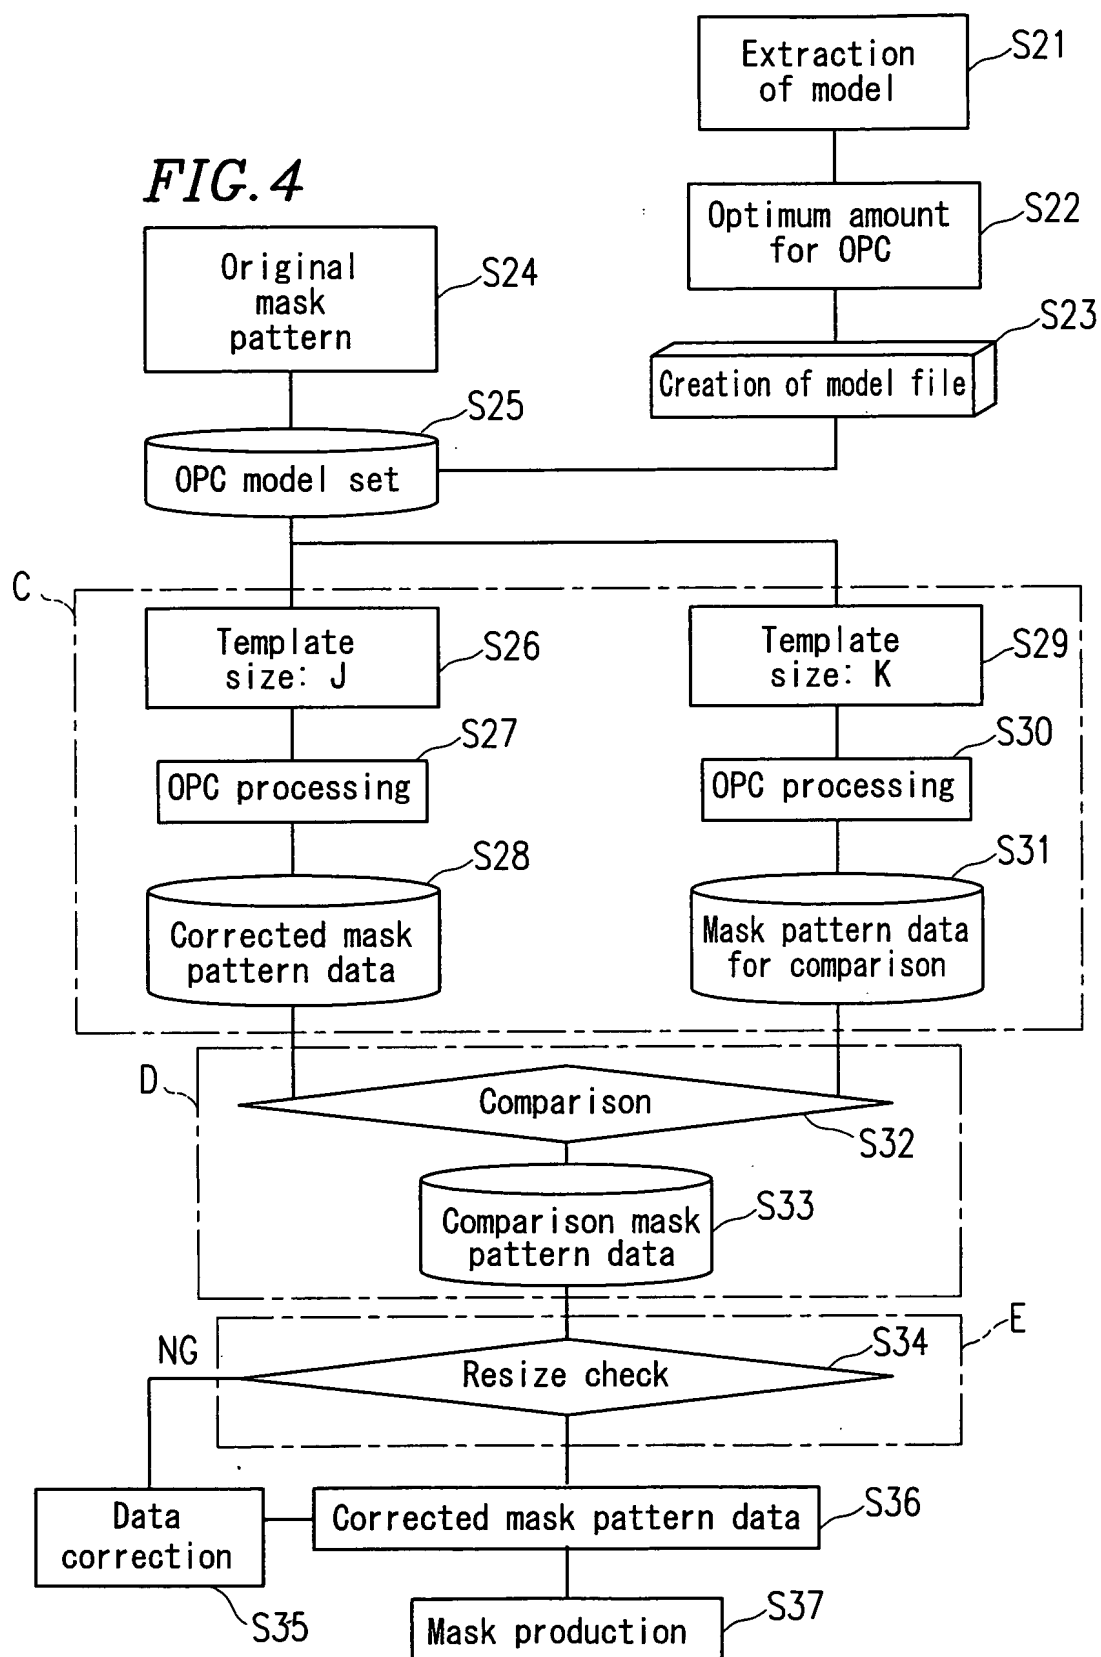 Extraction
of model
S21
FIG. 4
Optimum amount
for OPC
S22
Original
mask
pattern
S24
S23
Creation of model file
S25
OPC model set
C
Template
size: J
S26
Template
size: K
S29
S27
OPC processing
S30
OPC processing
S28
Corrected mask
pattern data
S31
Mask pattern data
for comparison
D
Comparison
S32
Comparison mask
pattern data
S33
E
NG
Resize check
S34
Data
correction
S35
Corrected mask pattern data
S36
Mask production
S37